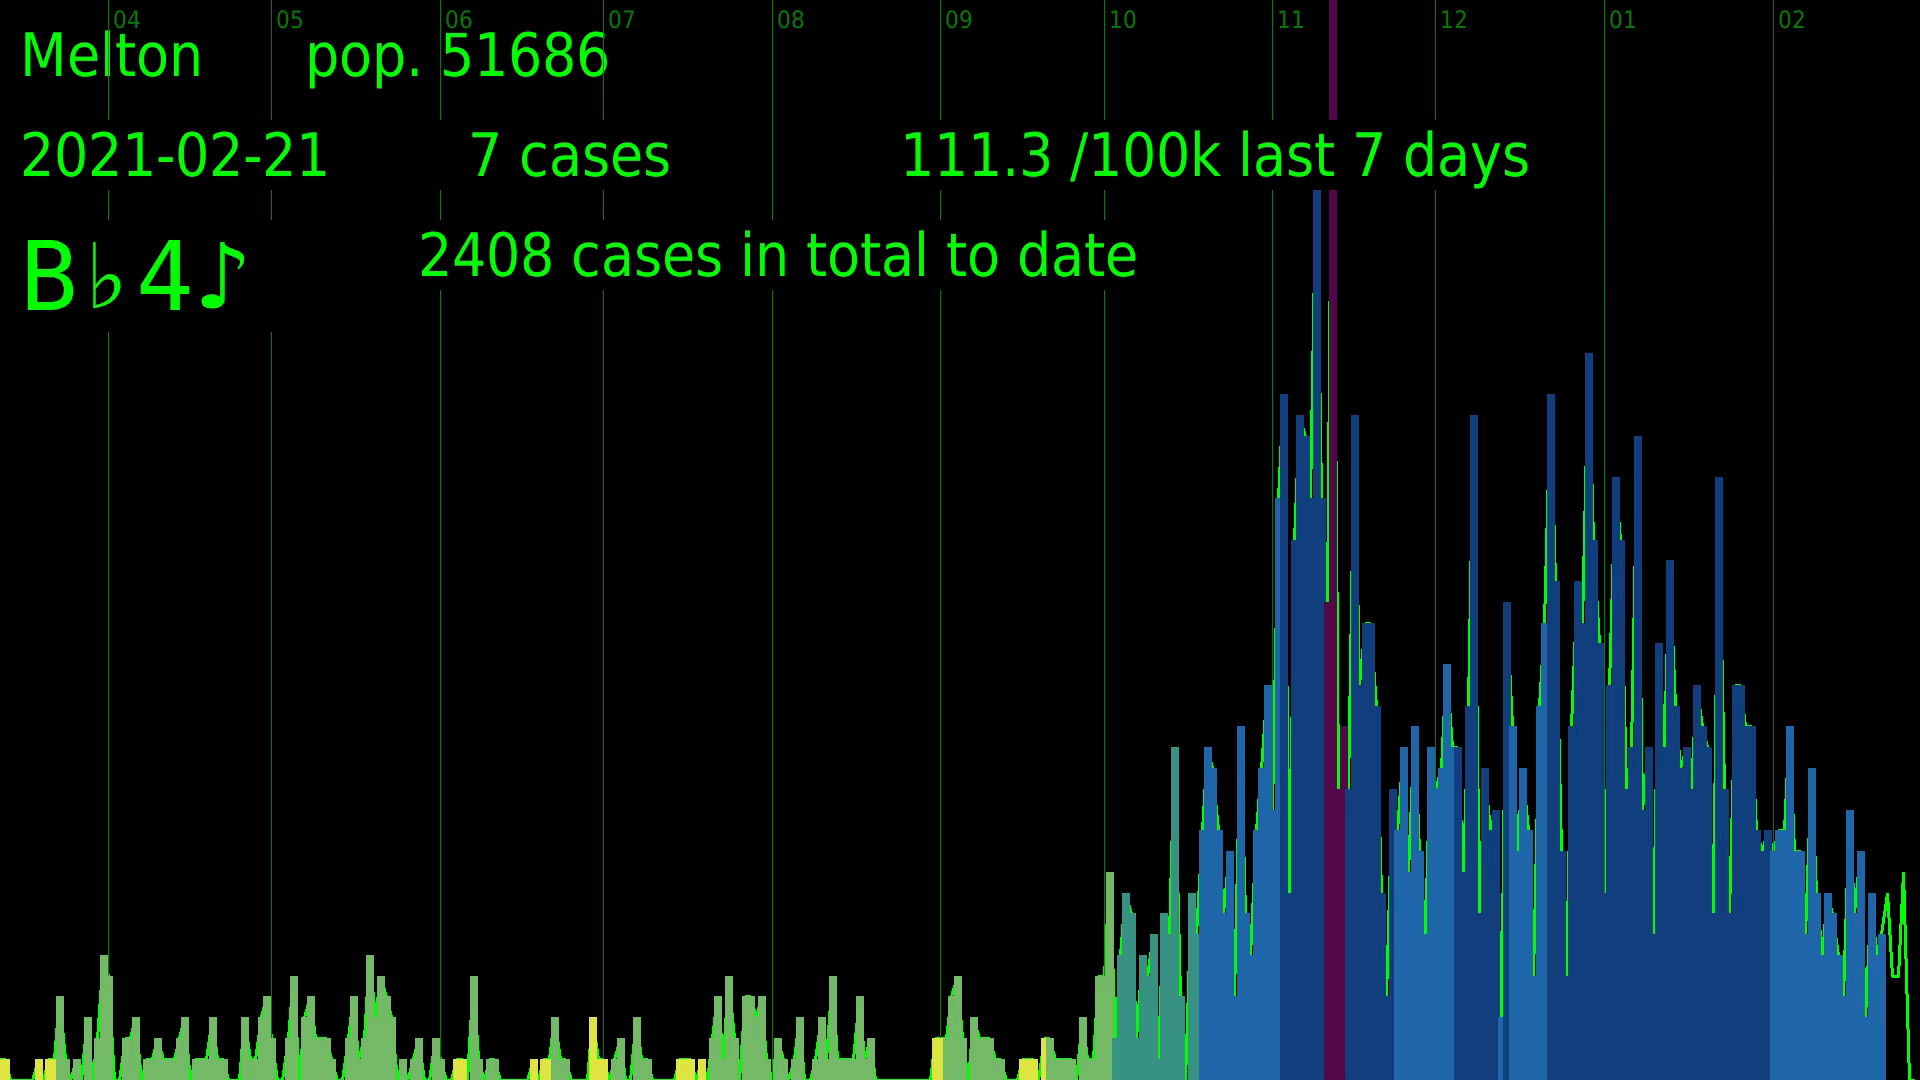 04 05 06 07 08 09 10 11 12 01 02
Melton pop. 51686
2021-02-21 7 cases 111.3 /100k last 7 days
B♭4♪ 2408 cases in total to date